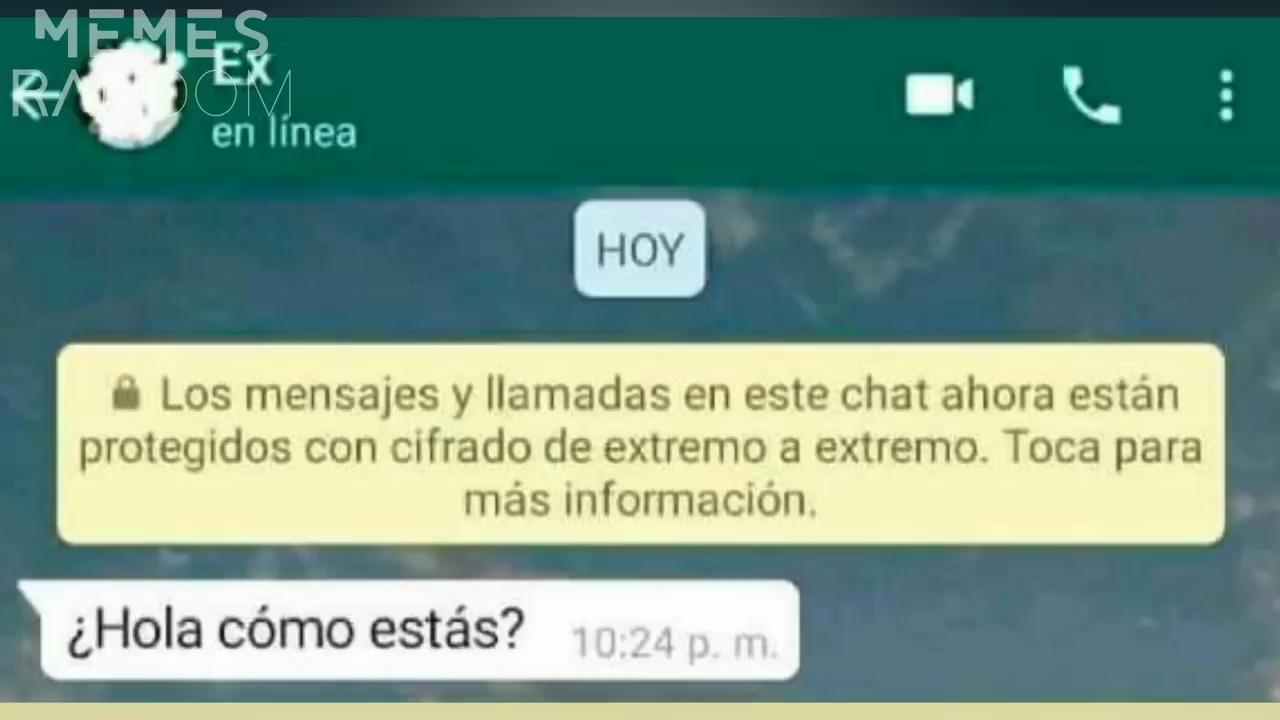 MEMES
RANDOM
Ex
en línea
HOY
Los mensajes y llamadas en este chat ahora están
protegidos con cifrado de extremo a extremo. Toca para
más información.
¿Hola cómo estás? 10:24 p. m.